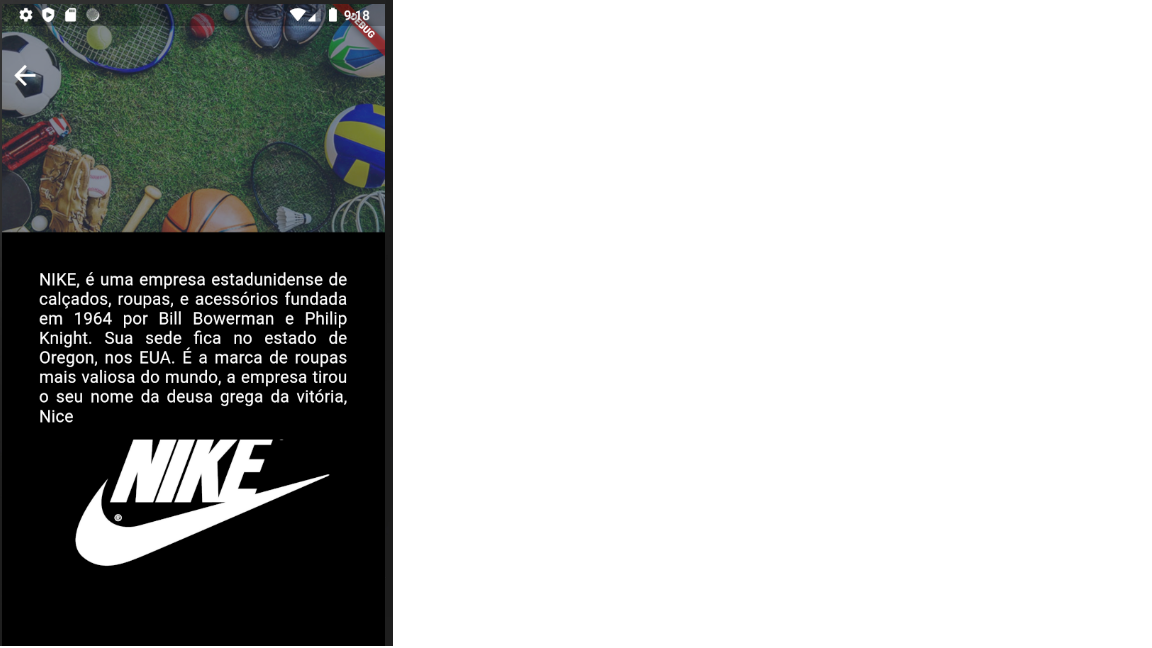 9:18
DEBUG
NIKE, é uma empresa estadunidense de
calçados, roupas, e acessórios fundada
em 1964 por Bill Bowerman e Philip
Knight. Sua sede fica no estado de
Oregon, nos EUA. É a marca de roupas
mais valiosa do mundo, a empresa tirou
o seu nome da deusa grega da vitória,
Nice
NIKE
®